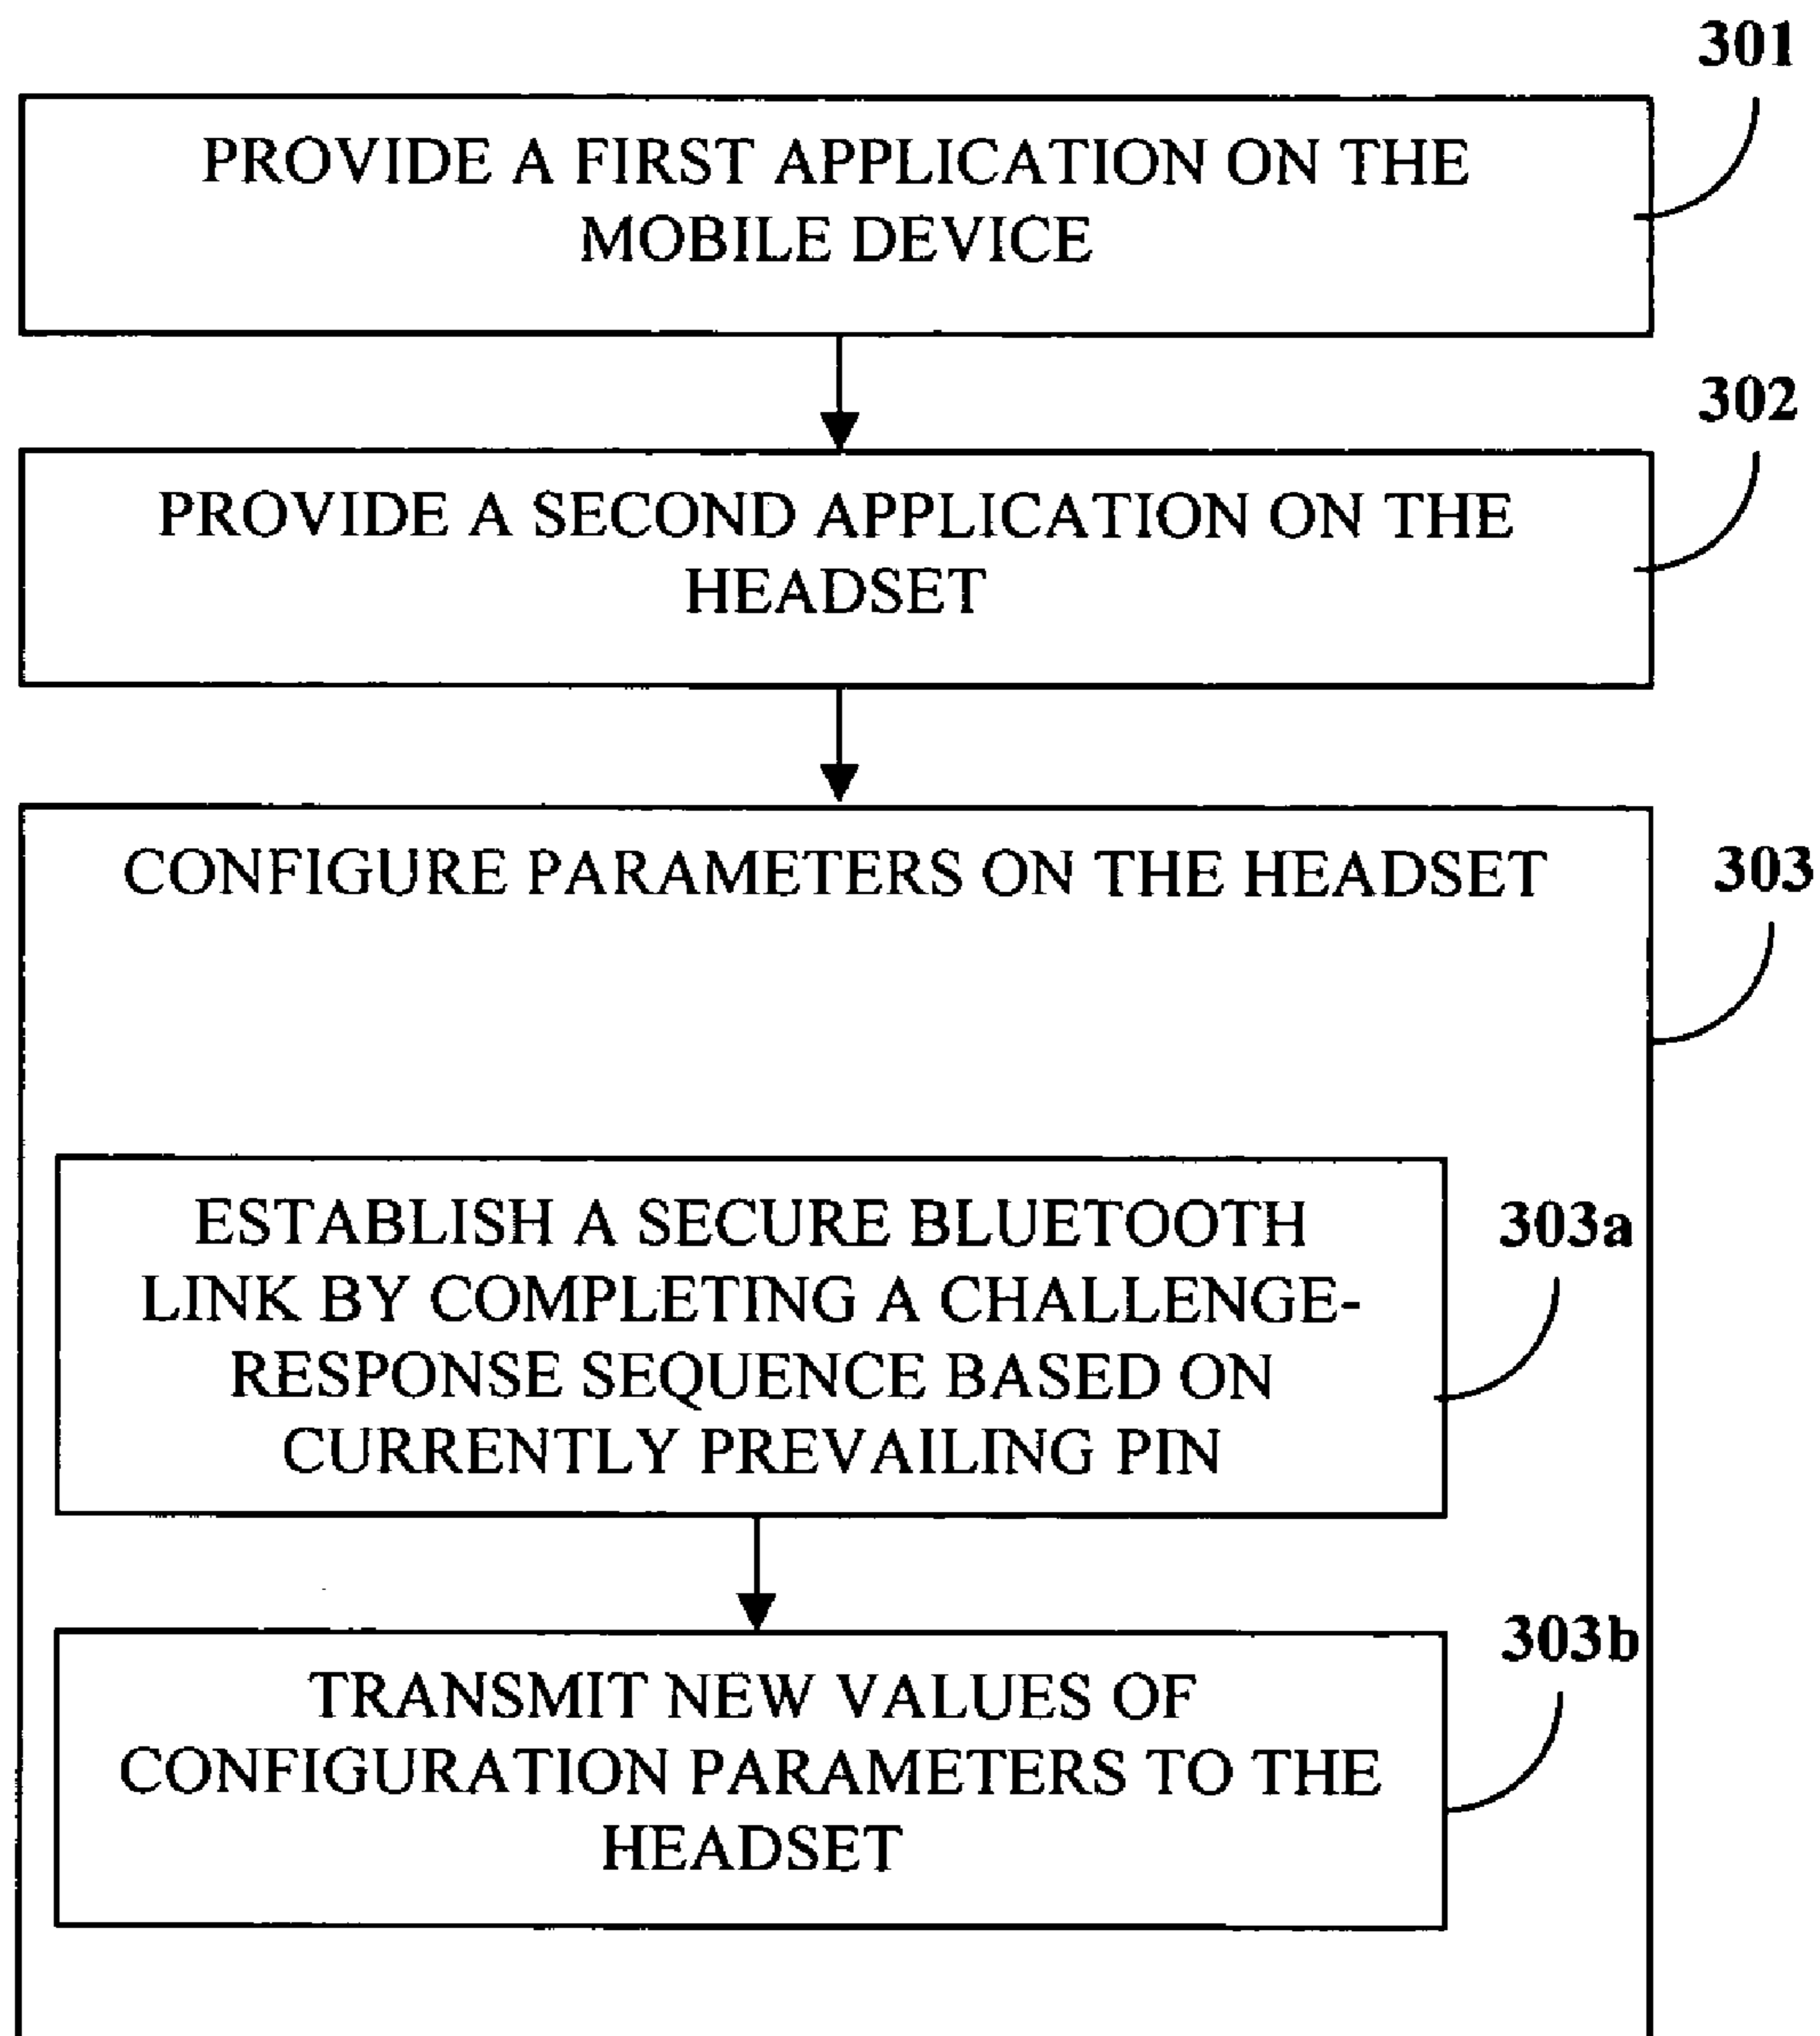 301
PROVIDE A FIRST APPLICATION ON THE
MOBILE DEVICE
302
PROVIDE A SECOND APPLICATION ON THE
HEADSET
CONFIGURE PARAMETERS ON THE HEADSET
303
ESTABLISH A SECURE BLUETOOTH
LINK BY COMPLETING A CHALLENGE-
RESPONSE SEQUENCE BASED ON
CURRENTLY PREVAILING PIN
303a
303b
TRANSMIT NEW VALUES OF
CONFIGURATION PARAMETERS TO THE
HEADSET